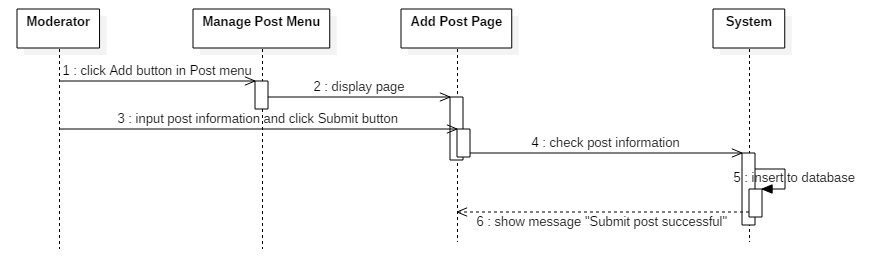 Moderator
Manage Post Menu
Add Post Page
System
1 : click Add button in Post menu
2 : display page
3 : input post information and click Submit button
4 : check post information
5 : insert to database
6 : show message "Submit post successful"